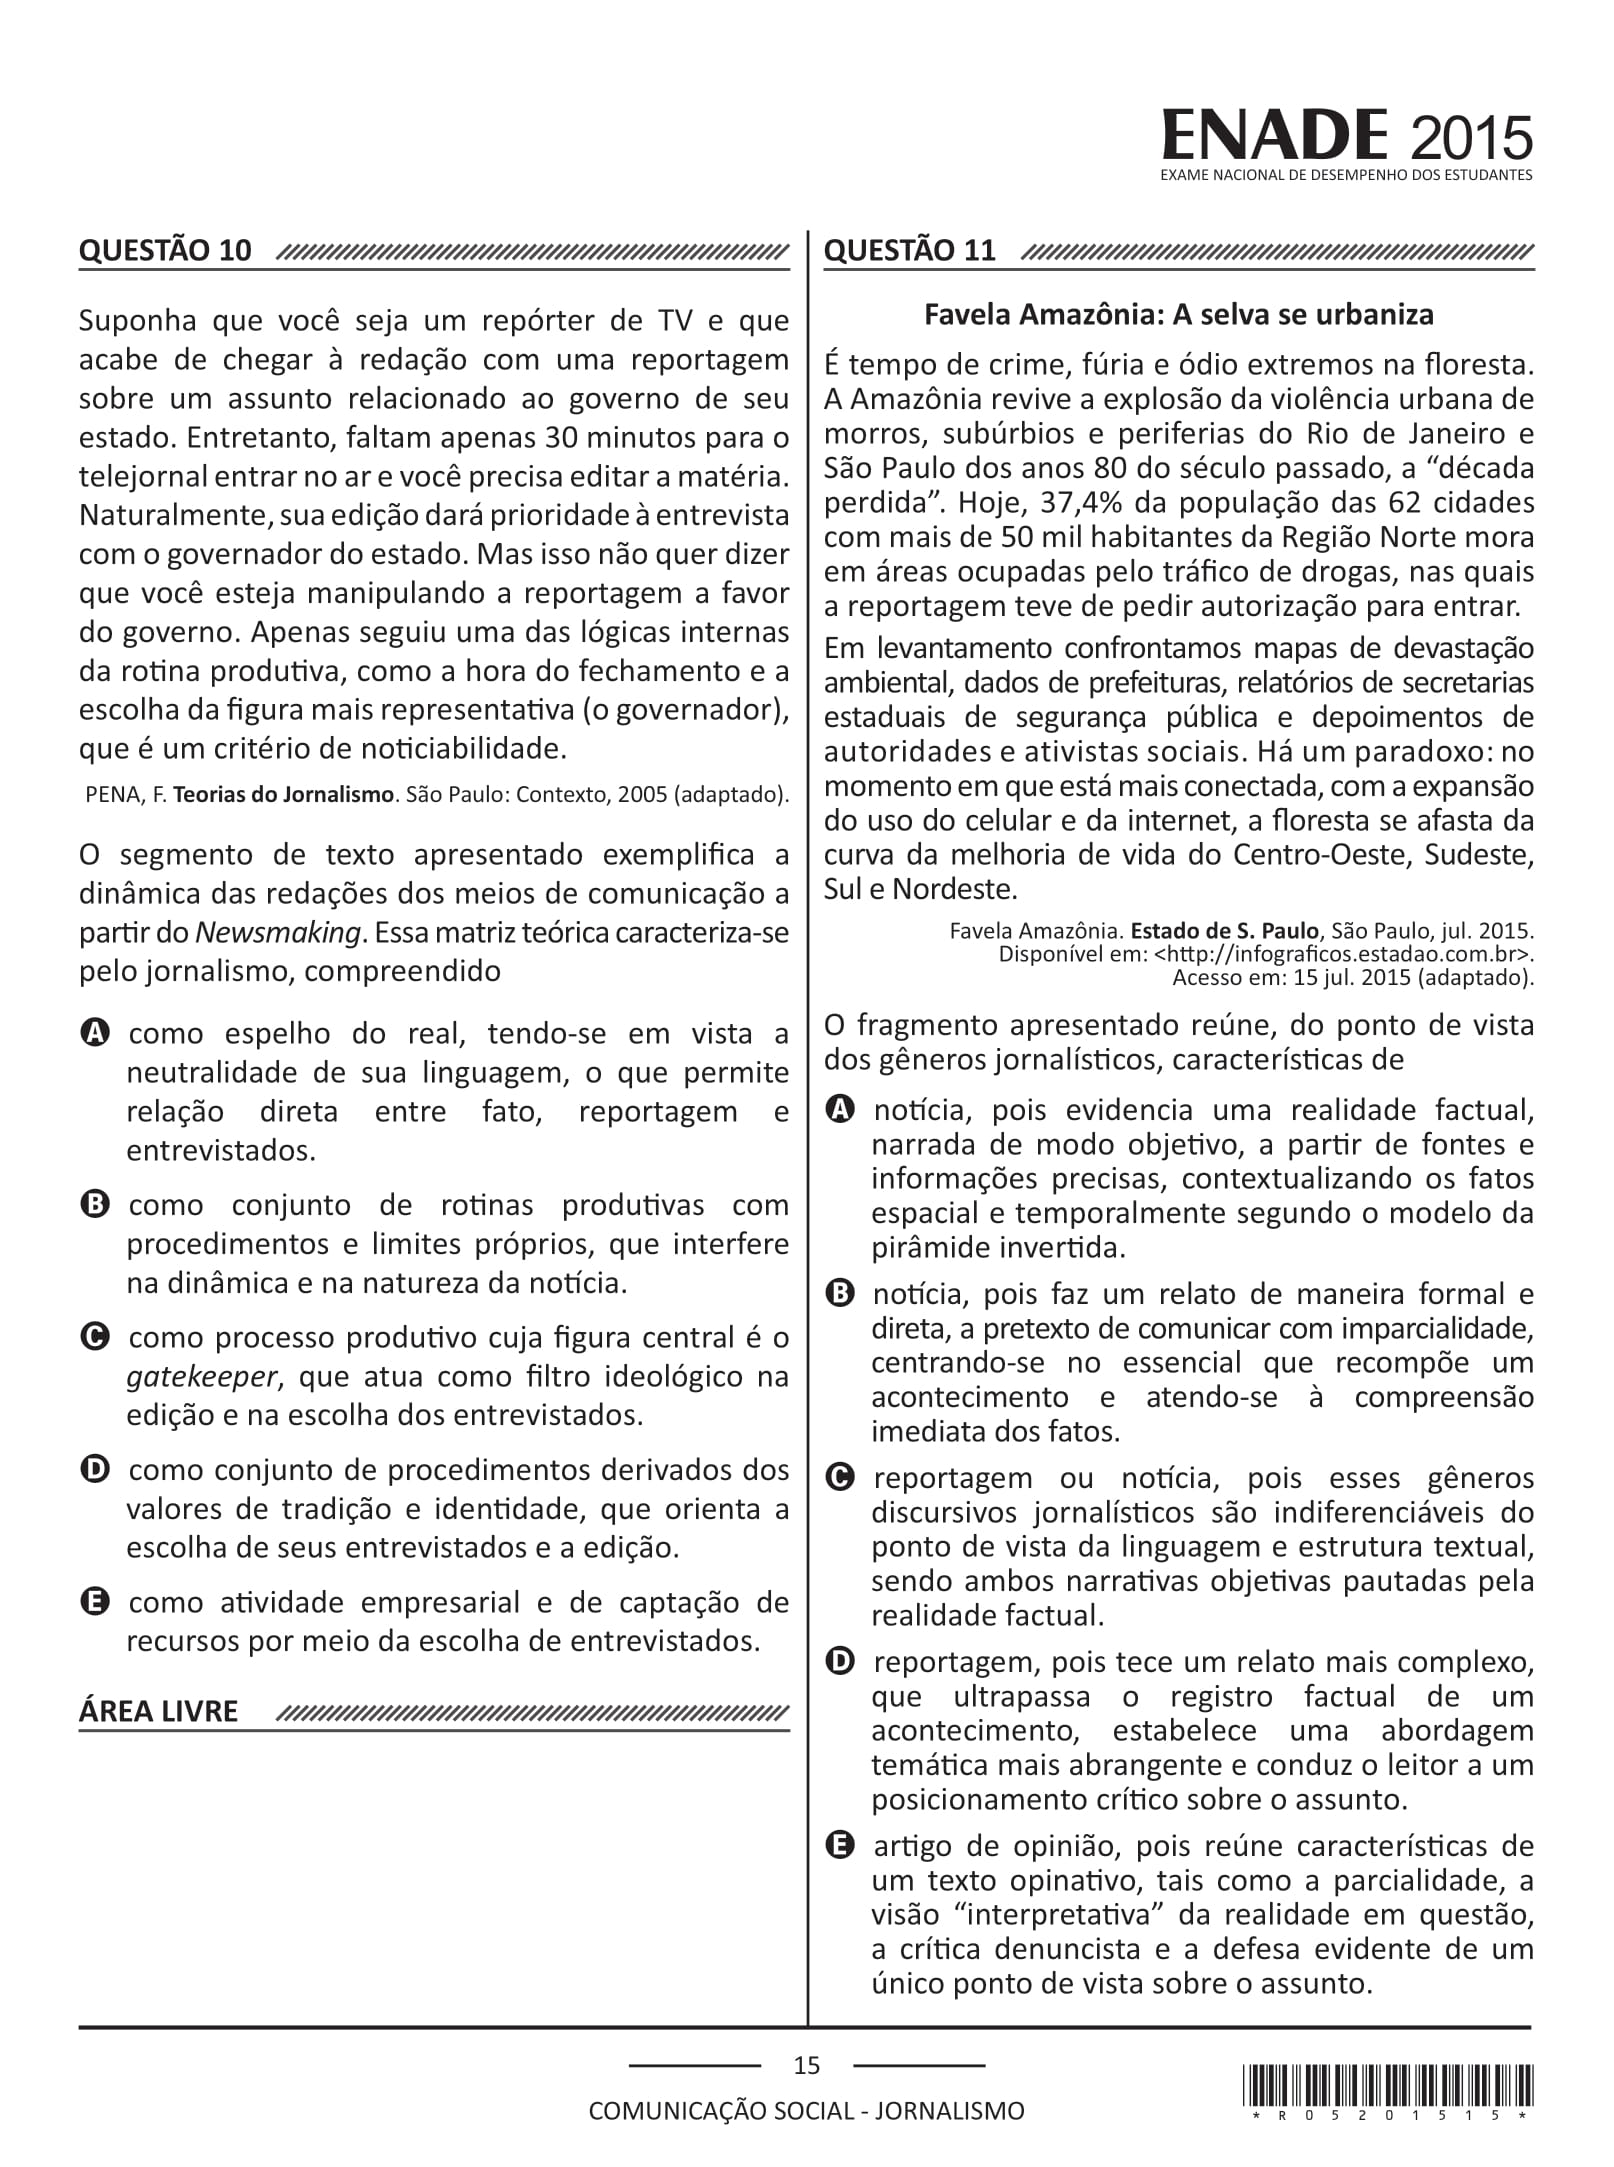 ENADE 2015
EXAME NACIONAL DE DESEMPENHO DOS ESTUDANTES
QUESTÃO 10
Suponha que você seja um repórter de TV e que
acabe de chegar à redação com uma reportagem
sobre um assunto relacionado ao governo de seu
estado. Entretanto, faltam apenas 30 minutos para o
telejornal entrar no ar e você precisa editar a matéria.
Naturalmente, sua edição dará prioridade à entrevista
com o governador do estado. Mas isso não quer dizer
que você esteja manipulando a reportagem a favor
do governo. Apenas seguiu uma das lógicas internas
da rotina produtiva, como a hora do fechamento e a
escolha da figura mais representativa (o governador),
que é um critério de noticiabilidade.
PENA, F. Teorias do Jornalismo. São Paulo: Contexto, 2005 (adaptado).
O segmento de texto apresentado exemplifica a
dinâmica das redações dos meios de comunicação a
partir do Newsmaking. Essa matriz teórica caracteriza-se
pelo jornalismo, compreendido
A como espelho do real, tendo-se em vista a
neutralidade de sua linguagem, o que permite
relação direta entre fato, reportagem e
entrevistados.
B como conjunto de rotinas produtivas com
procedimentos e limites próprios, que interfere
na dinâmica e na natureza da notícia.
C como processo produtivo cuja figura central é o
gatekeeper, que atua como filtro ideológico na
edição e na escolha dos entrevistados.
D como conjunto de procedimentos derivados dos
valores de tradição e identidade, que orienta a
escolha de seus entrevistados e a edição.
E como atividade empresarial e de captação de
recursos por meio da escolha de entrevistados.
ÁREA LIVRE
QUESTÃO 11
Favela Amazônia: A selva se urbaniza
É tempo de crime, fúria e ódio extremos na floresta.
A Amazônia revive a explosão da violência urbana de
morros, subúrbios e periferias do Rio de Janeiro e
São Paulo dos anos 80 do século passado, a “década
perdida”. Hoje, 37,4% da população das 62 cidades
com mais de 50 mil habitantes da Região Norte mora
em áreas ocupadas pelo tráfico de drogas, nas quais
a reportagem teve de pedir autorização para entrar.
Em levantamento confrontamos mapas de devastação
ambiental, dados de prefeituras, relatórios de secretarias
estaduais de segurança pública e depoimentos de
autoridades e ativistas sociais. Há um paradoxo: no
momento em que está mais conectada, com a expansão
do uso do celular e da internet, a floresta se afasta da
curva da melhoria de vida do Centro-Oeste, Sudeste,
Sul e Nordeste.
Favela Amazônia. Estado de S. Paulo, São Paulo, jul. 2015.
Disponível em: <http://infograficos.estadao.com.br>.
Acesso em: 15 jul. 2015 (adaptado).
O fragmento apresentado reúne, do ponto de vista
dos gêneros jornalísticos, características de
A notícia, pois evidencia uma realidade factual,
narrada de modo objetivo, a partir de fontes e
informações precisas, contextualizando os fatos
espacial e temporalmente segundo o modelo da
pirâmide invertida.
B notícia, pois faz um relato de maneira formal e
direta, a pretexto de comunicar com imparcialidade,
centrando-se no essencial que recompõe um
acontecimento e atendo-se à compreensão
imediata dos fatos.
C reportagem ou notícia, pois esses gêneros
discursivos jornalísticos são indiferenciáveis do
ponto de vista da linguagem e estrutura textual,
sendo ambos narrativas objetivas pautadas pela
realidade factual.
D reportagem, pois tece um relato mais complexo,
que ultrapassa o registro factual de um
acontecimento, estabelece uma abordagem
temática mais abrangente e conduz o leitor a um
posicionamento crítico sobre o assunto.
E artigo de opinião, pois reúne características de
um texto opinativo, tais como a parcialidade, a
visão “interpretativa” da realidade em questão,
a crítica denuncista e a defesa evidente de um
único ponto de vista sobre o assunto.
15
COMUNICAÇÃO SOCIAL - JORNALISMO
*R05201515*